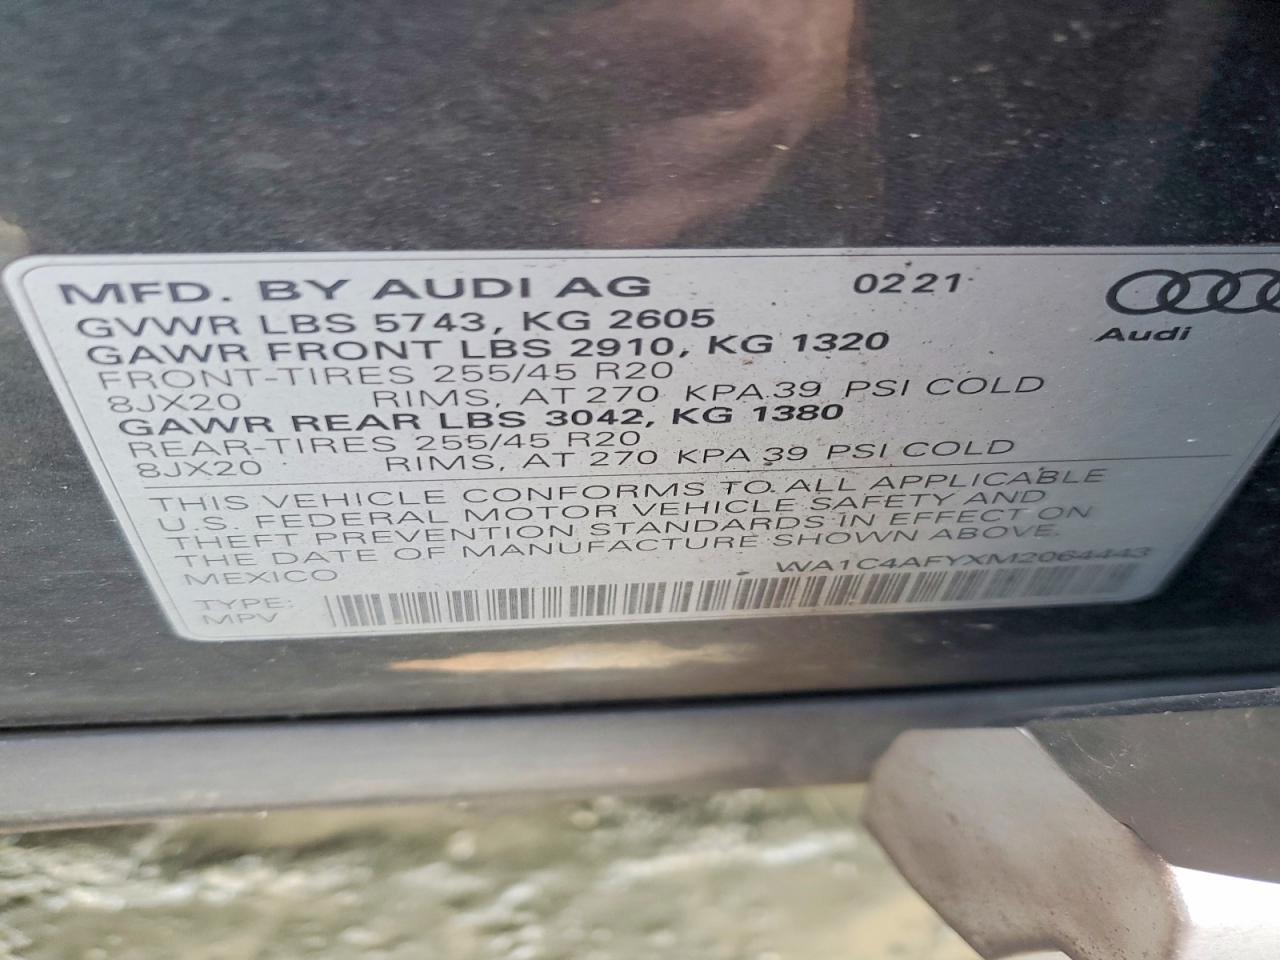 MFD. BY AUDI AG 02 21
Audi
GVWR LBS 5743, KG 2605
GAWR FRONT LBS 2910, KG 1320
FRONT-TIRES 255/45 R20
8JX20 RIMS, AT 270 KPA 39 PSI COLD
GAWR REAR LBS 3042, KG 1380
REAR-TIRES 255/45 R20
8JX20 RIMS, AT 270 KPA 39 PSI COLD
THIS VEHICLE CONFORMS TO ALL APPLICABLE
U.S. FEDERAL MOTOR VEHICLE SAFETY AND
THEFT PREVENTION STANDARDS IN EFFECT ON
THE DATE OF MANUFACTURE SHOWN ABOVE.
MEXICO WA1C4AFYXM2064443
TYPE:
MPV